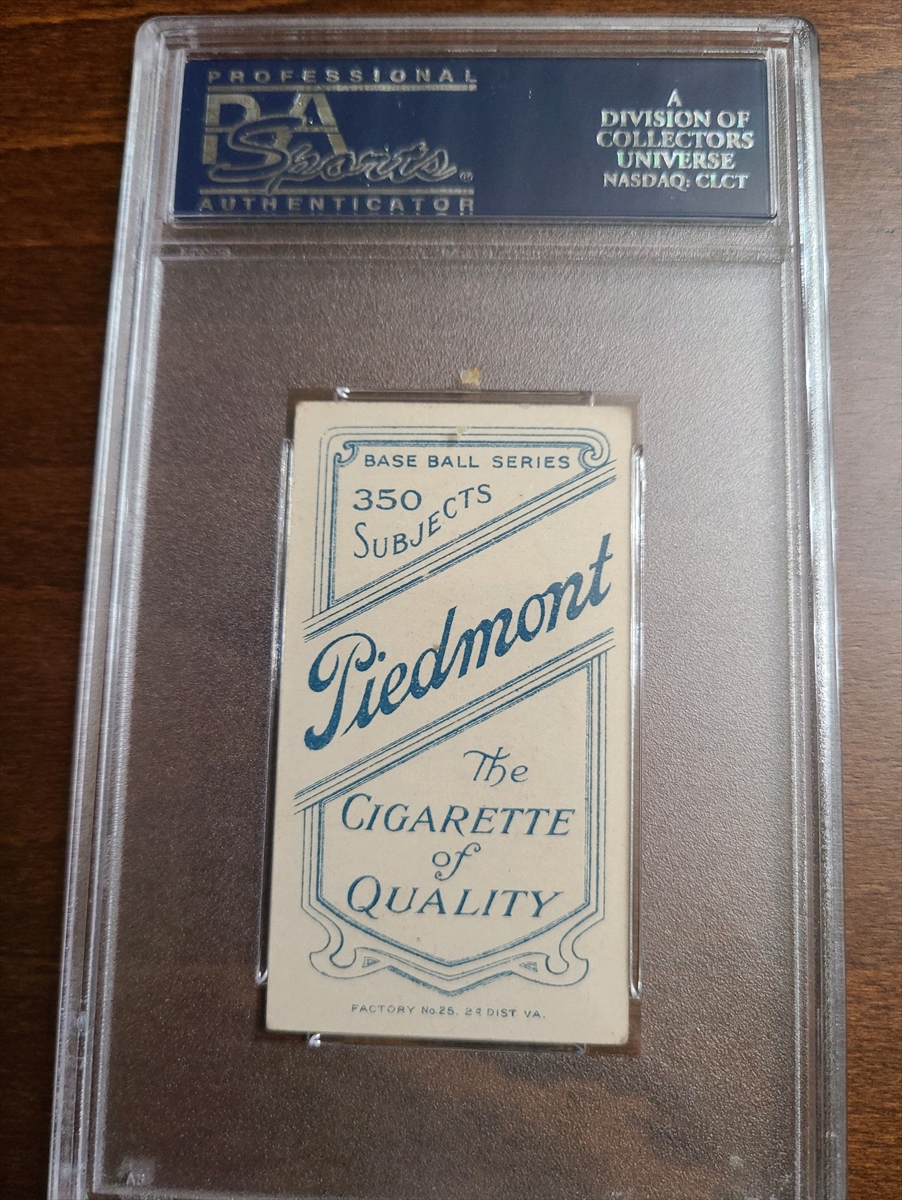 PROFESSIONAL
PSA
Sports®
AUTHENTICATOR
A
DIVISION OF
COLLECTORS
UNIVERSE
NASDAQ: CLCT
BASE BALL SERIES
350
SUBJECTS
Piedmont
The
CIGARETTE
of
QUALITY
FACTORY No.25, 2d DIST VA.